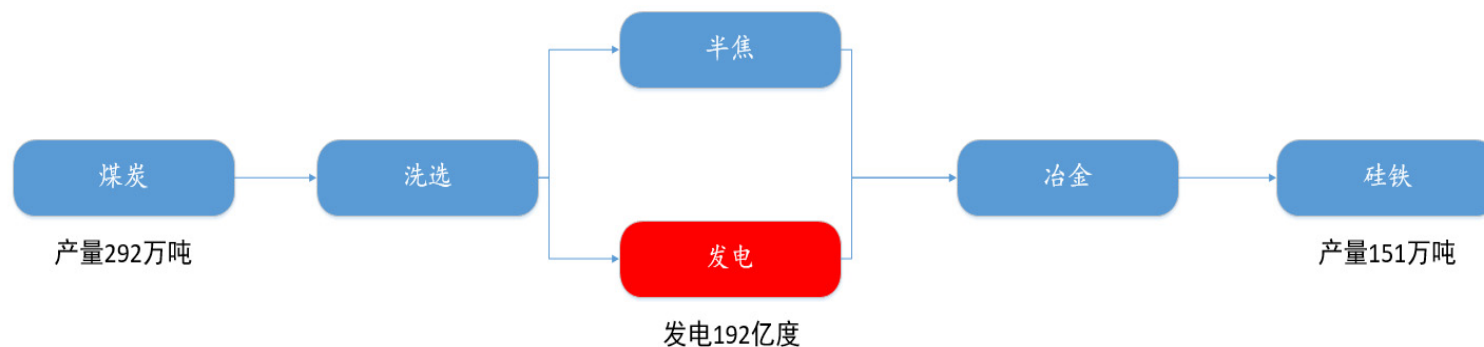 半焦
煤炭
洗选
冶金
硅铁
产量292万吨
发电
产量151万吨
发电192亿度